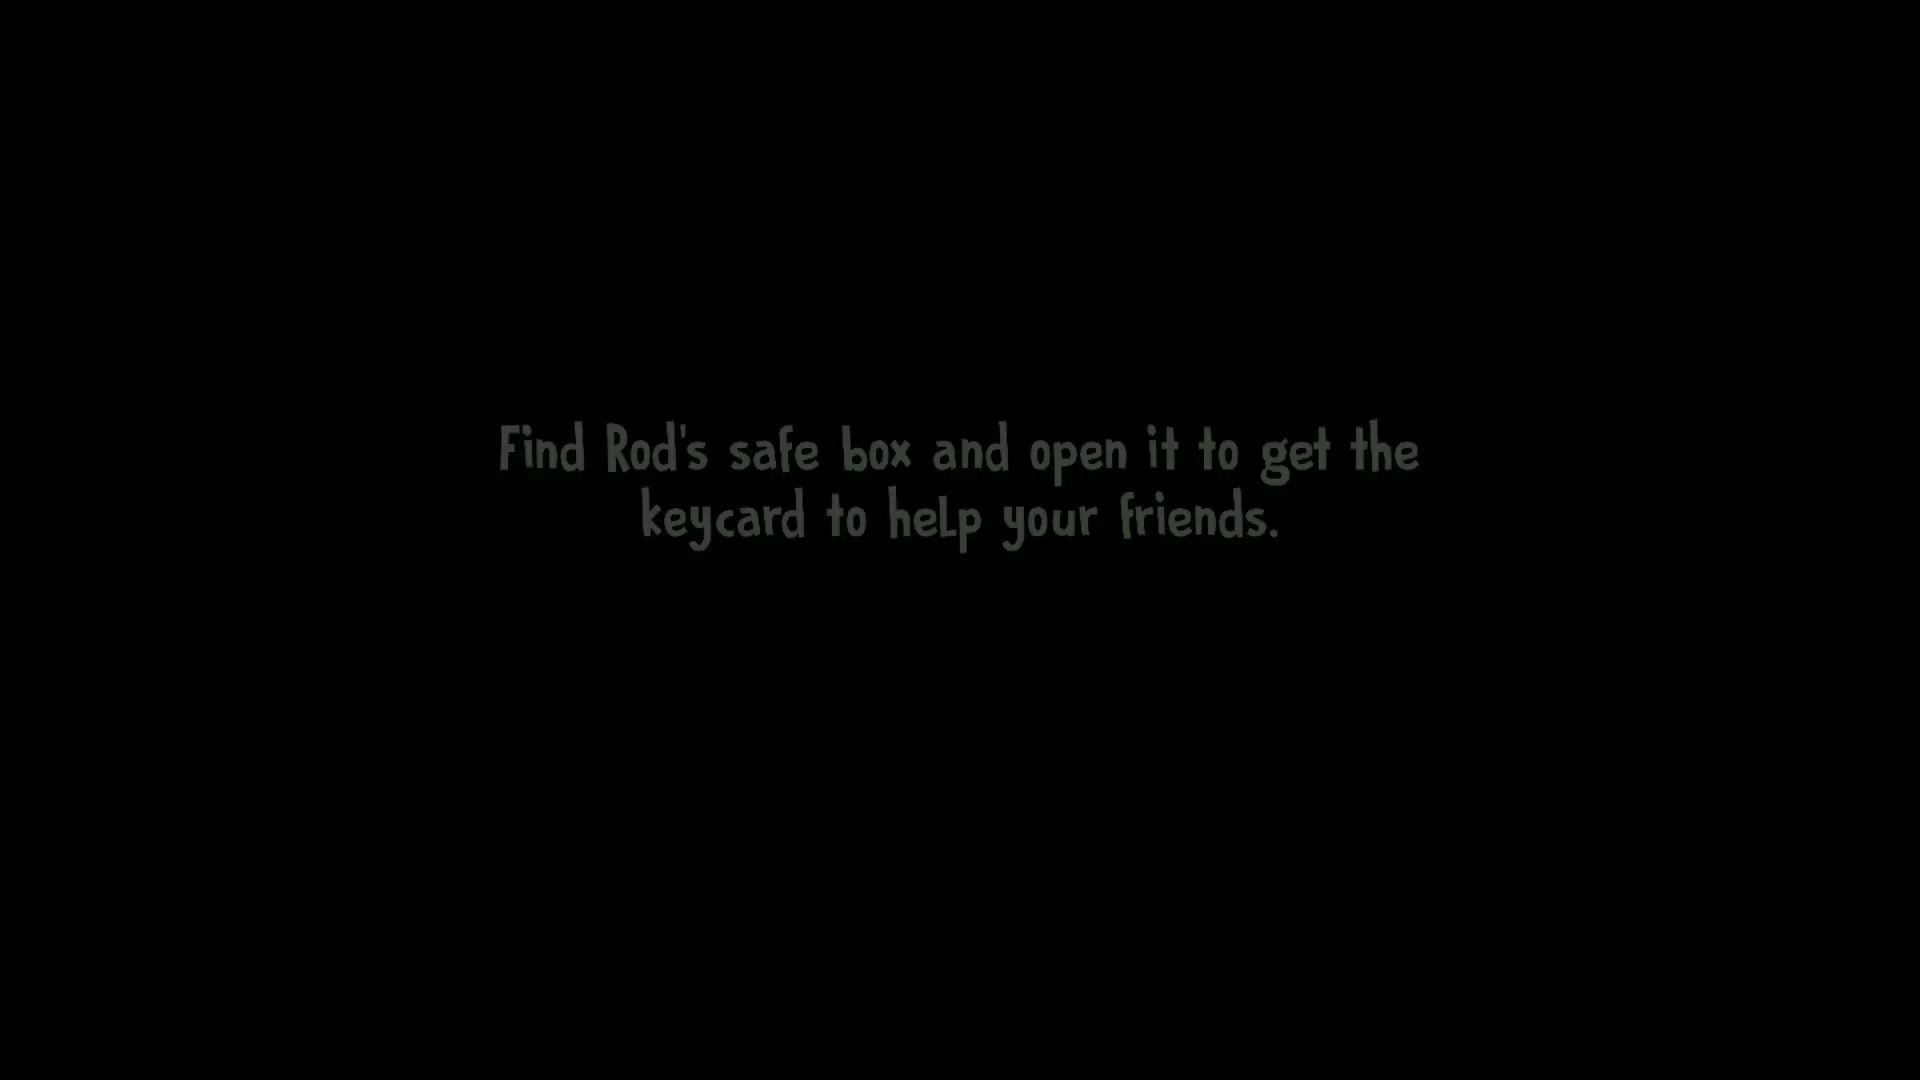 Find Rod's safe box and open it to get the
keycard to help your friends.